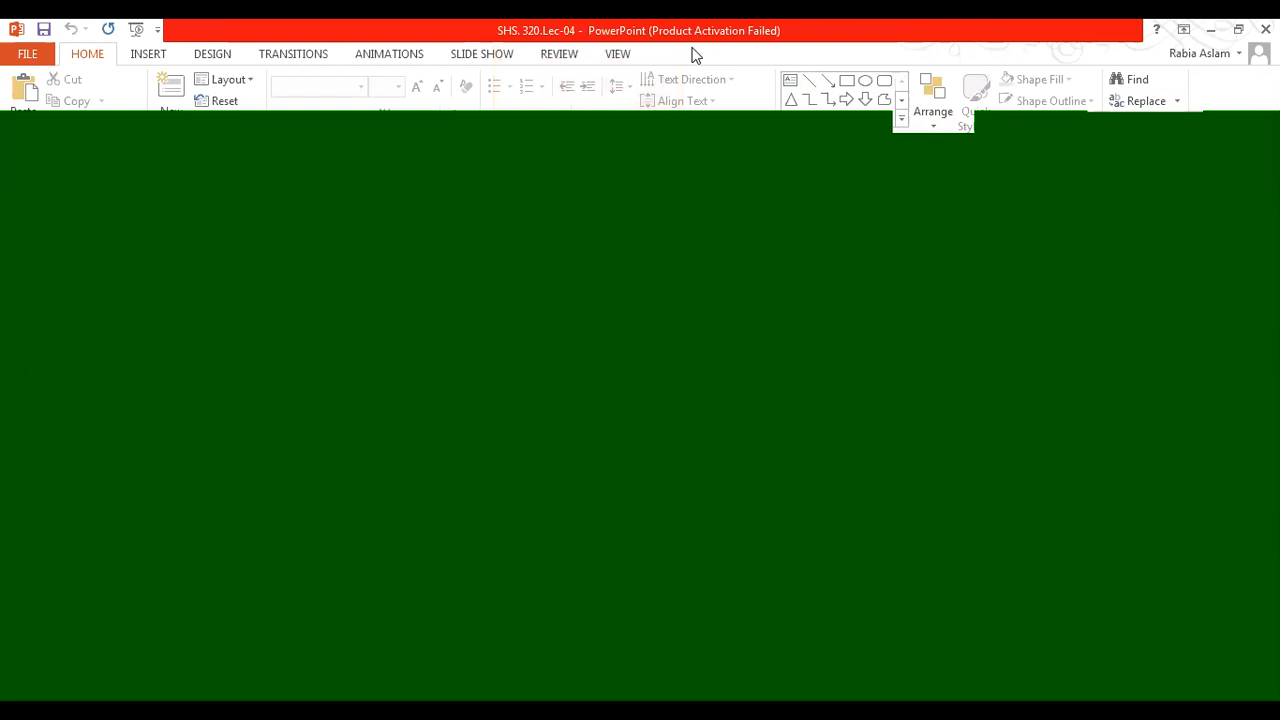 SHS. 320.Lec-04 - PowerPoint (Product Activation Failed)
FILE HOME INSERT DESIGN TRANSITIONS ANIMATIONS SLIDE SHOW REVIEW VIEW Rabia Aslam
Cut Layout Text Direction Shape Fill Find
Copy Reset Align Text Shape Outline Replace
Arrange